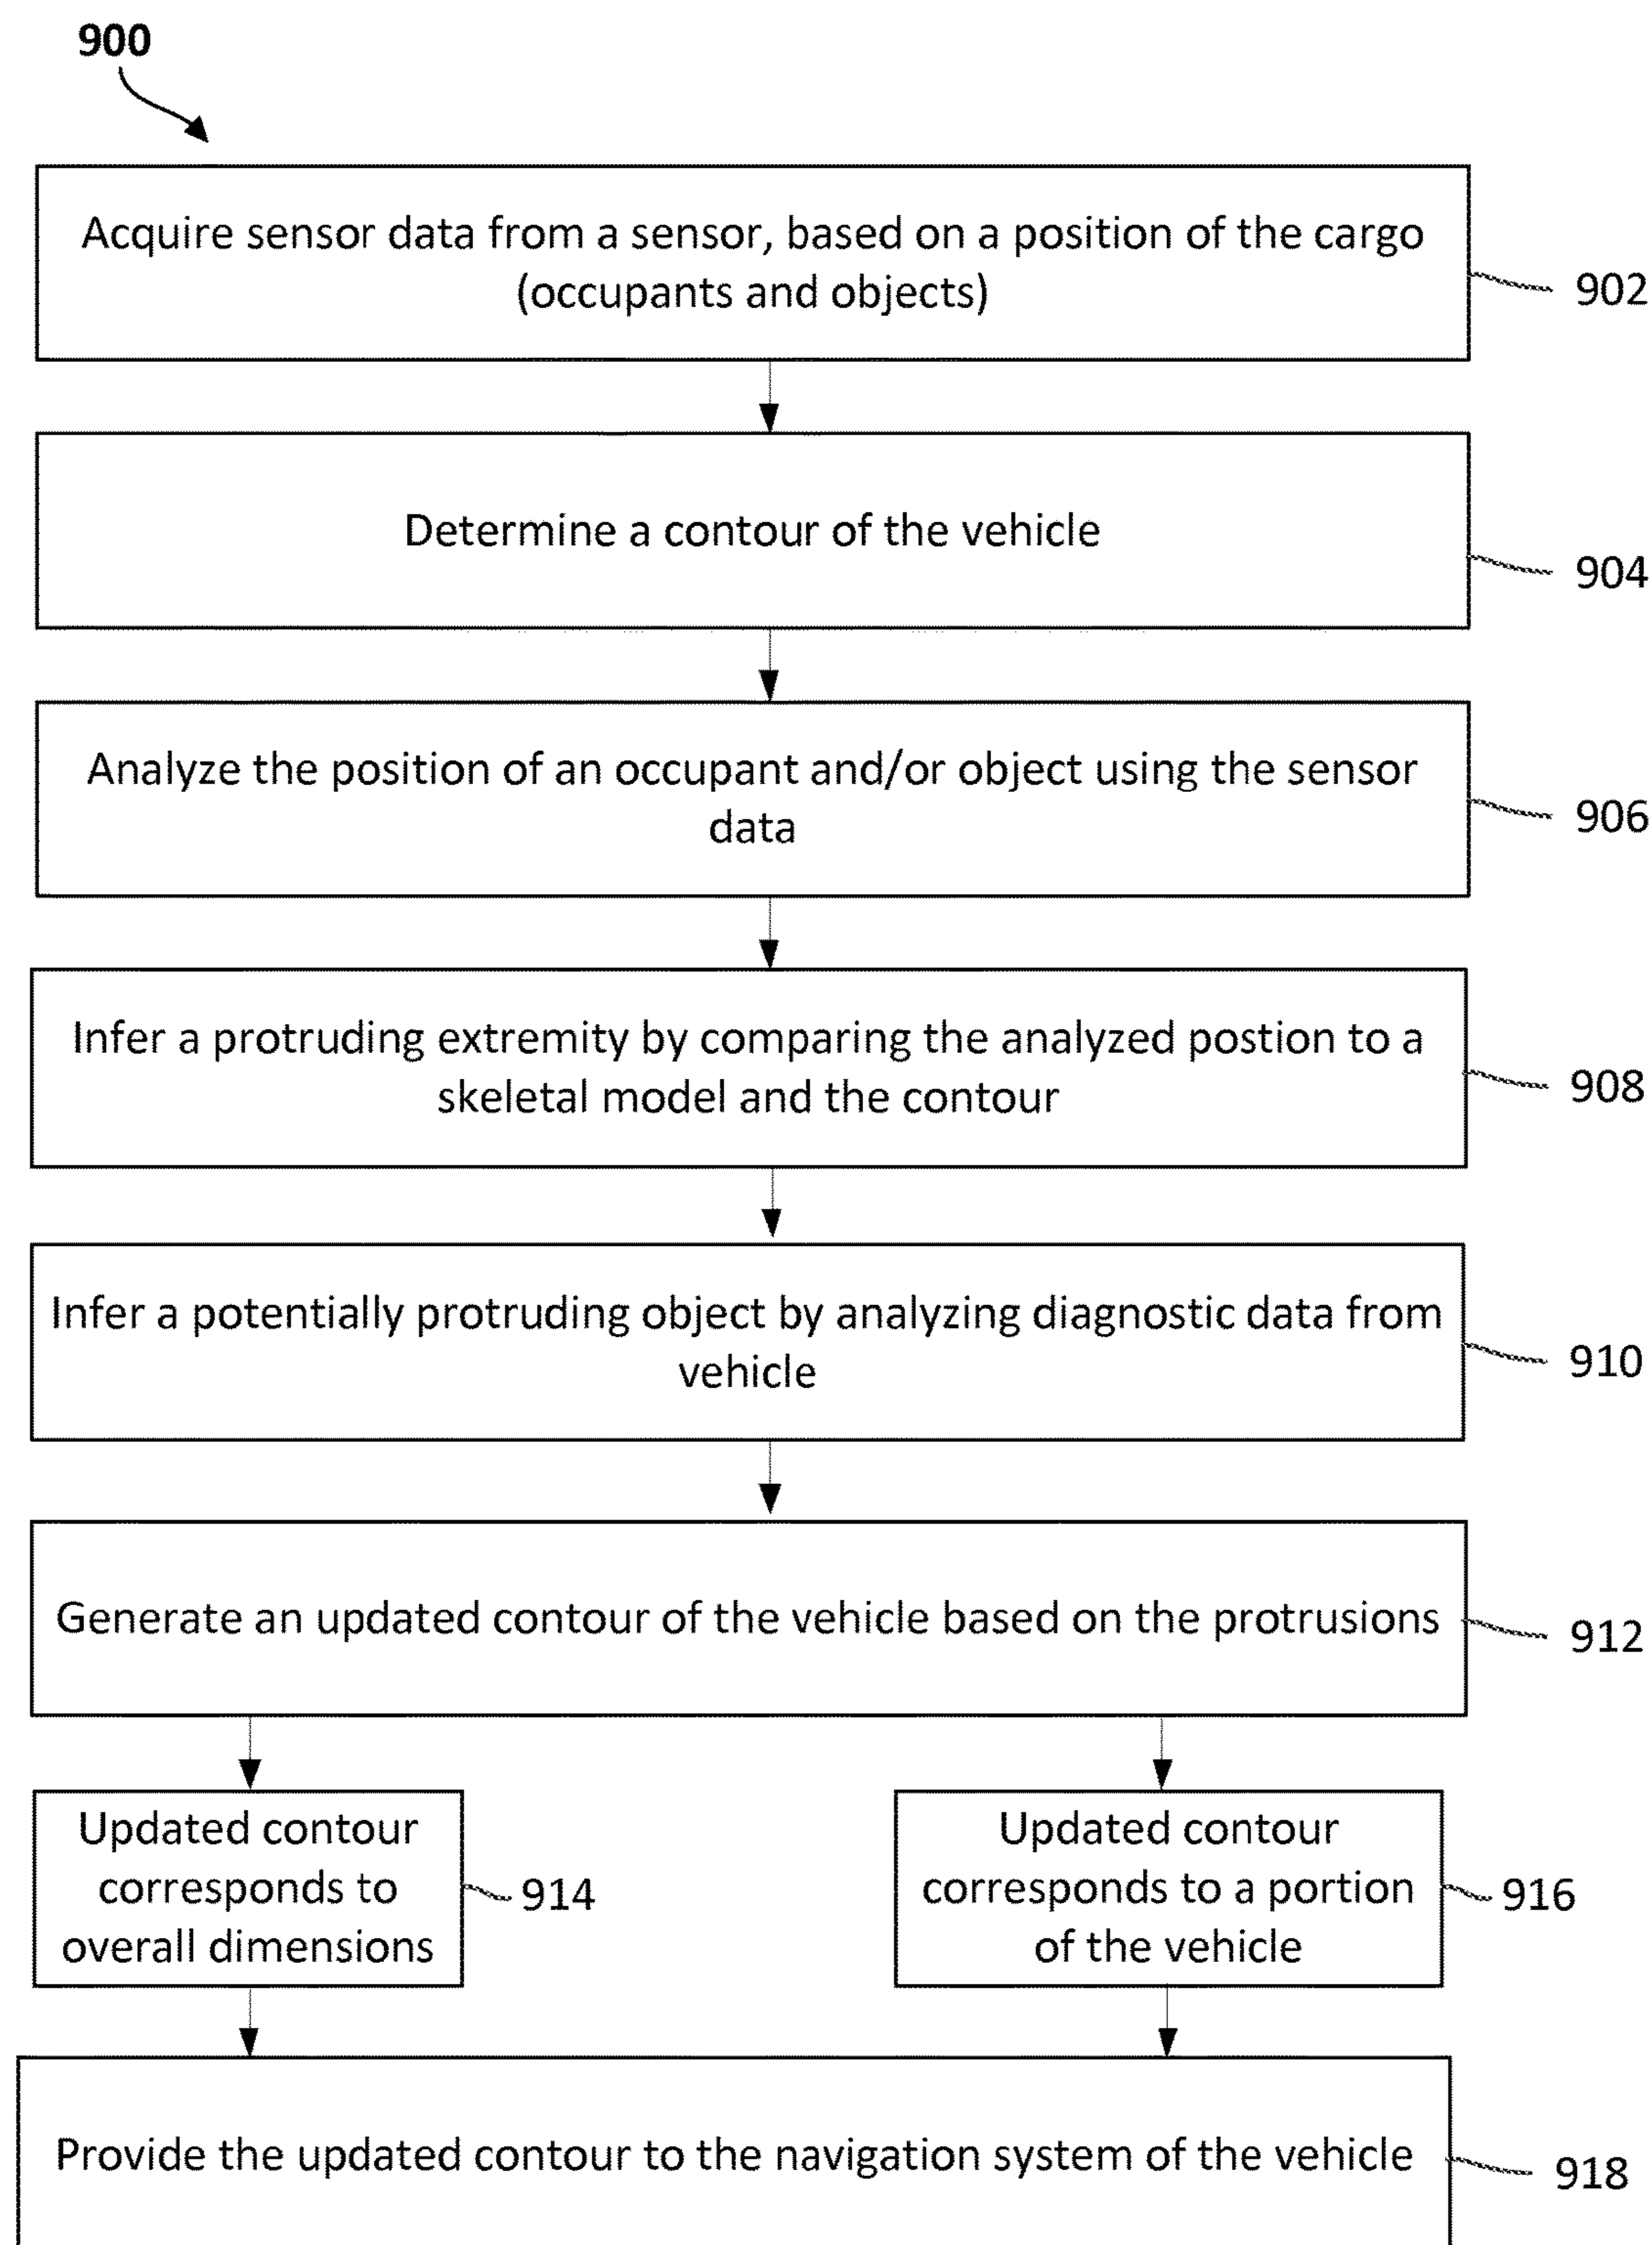 900
Acquire sensor data from a sensor, based on a position of the cargo
(occupants and objects)
902
Determine a contour of the vehicle
904
Analyze the position of an occupant and/or object using the sensor
data
906
Infer a protruding extremity by comparing the analyzed postion to a
skeletal model and the contour
908
Infer a potentially protruding object by analyzing diagnostic data from
vehicle
910
Generate an updated contour of the vehicle based on the protrusions
912
Updated contour
corresponds to
overall dimensions
914
Updated contour
corresponds to a portion
of the vehicle
916
Provide the updated contour to the navigation system of the vehicle
918